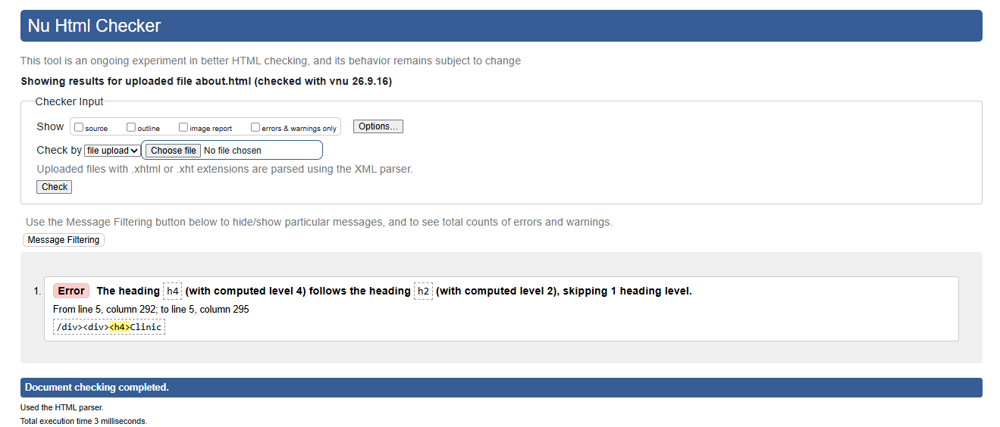 Nu Html Checker
This tool is an ongoing experiment in better HTML checking, and its behavior remains subject to change
Showing results for uploaded file about.html (checked with vnu 26.9.16)
Checker Input
Show source outline image report errors & warnings only Options...
Check by file upload Choose file No file chosen
Uploaded files with .xhtml or .xht extensions are parsed using the XML parser.
Check
Use the Message Filtering button below to hide/show particular messages, and to see total counts of errors and warnings.
Message Filtering
1. Error The heading h4 (with computed level 4) follows the heading h2 (with computed level 2), skipping 1 heading level.
From line 5, column 292; to line 5, column 295
/div><div><h4>Clinic
Document checking completed.
Used the HTML parser.
Total execution time 3 milliseconds.